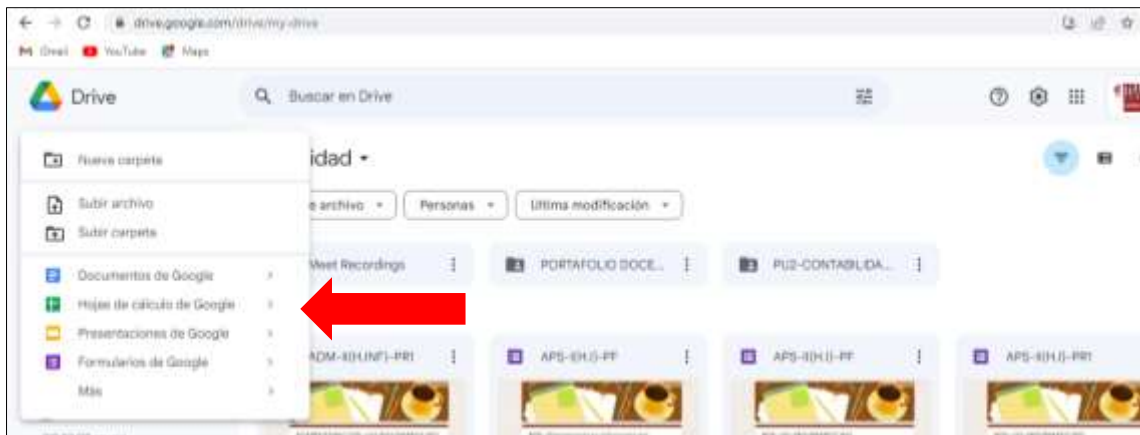 drive.google.com/drive/my-drive
Gmail YouTube Maps
Drive
Buscar en Drive
Nueva carpeta
idad
Subir archivo
Subir carpeta
archivo
Personas
Última modificación
Documentos de Google
Hojas de cálculo de Google
Presentaciones de Google
Formularios de Google
Más
Meet Recordings
PORTAFOLIO DOCE...
PU2-CONTABILIDA...